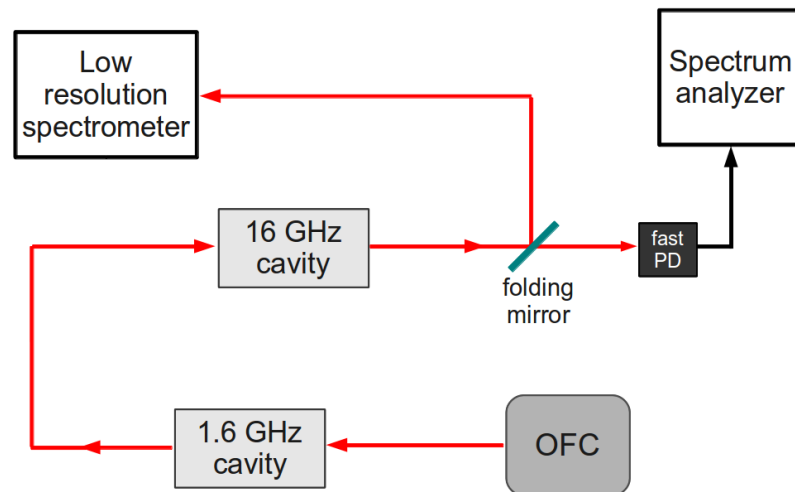 Low
resolution
spectrometer
Spectrum
analyzer
16 GHz
cavity
fast
PD
folding
mirror
1.6 GHz
cavity
OFC